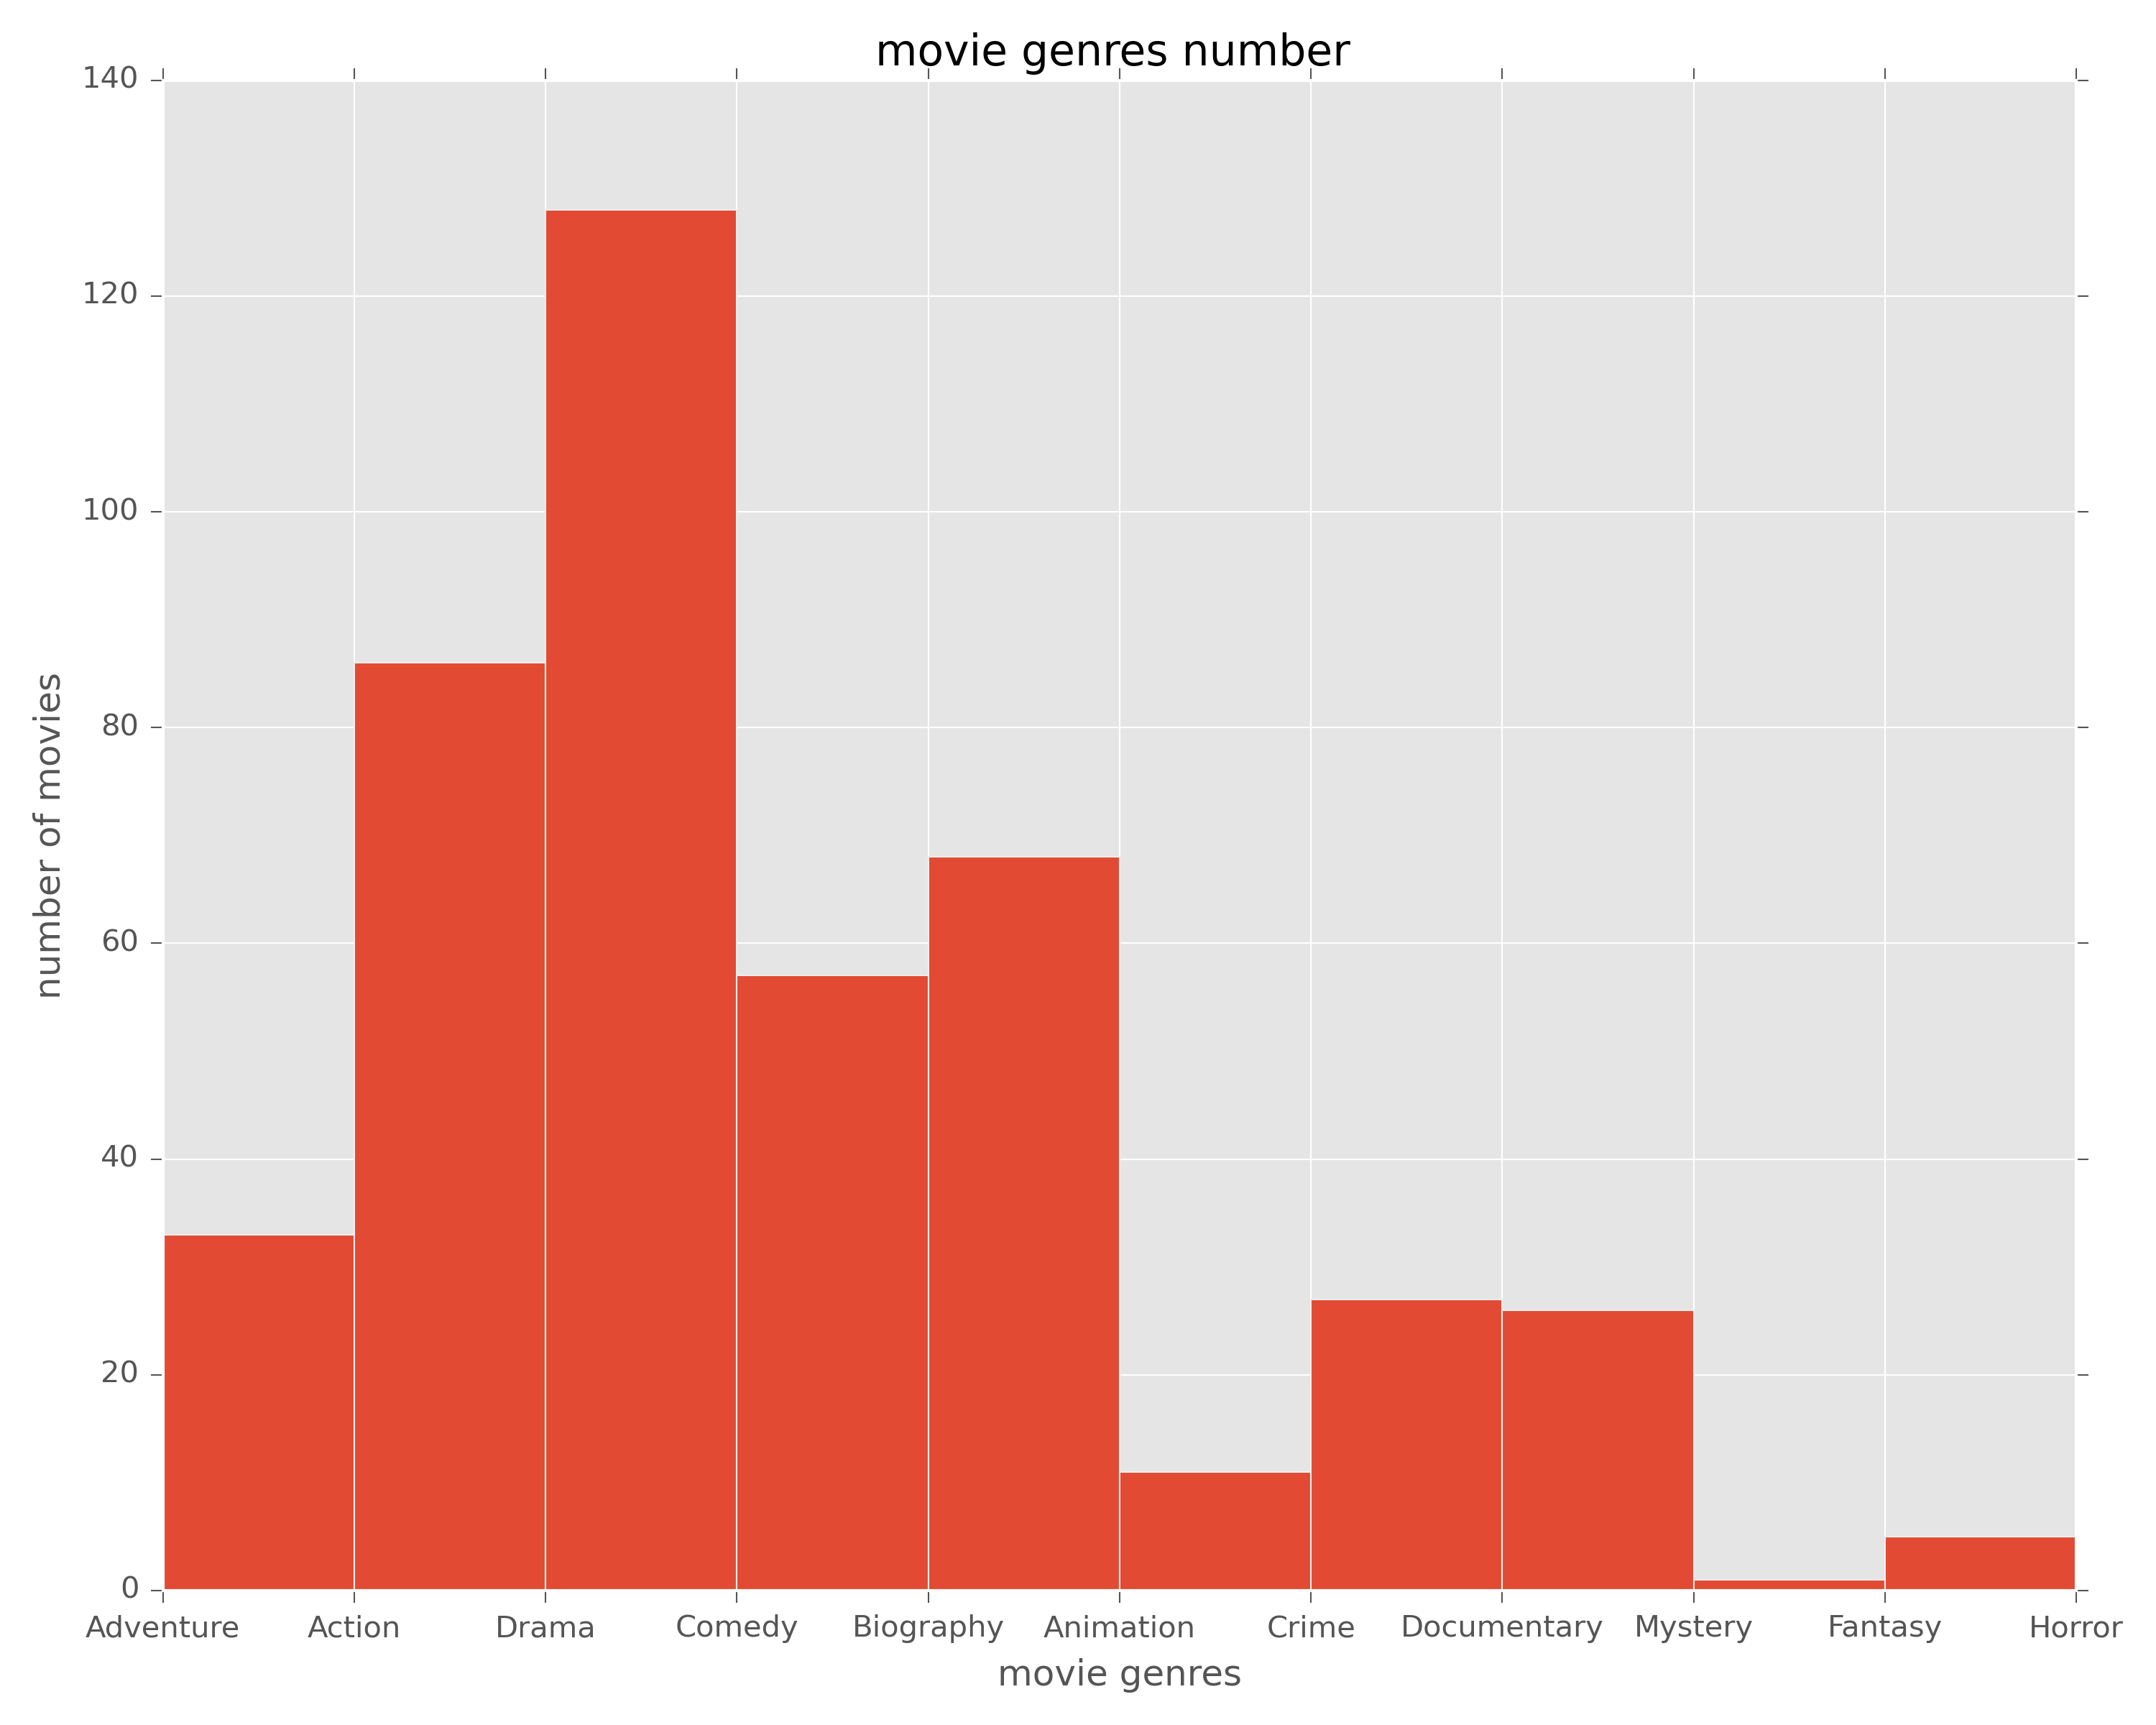 movie genres number
140
120
100
80
60
40
20
0
number of movies
Adventure Action Drama Comedy Biography Animation Crime Documentary Mystery Fantasy Horror
movie genres